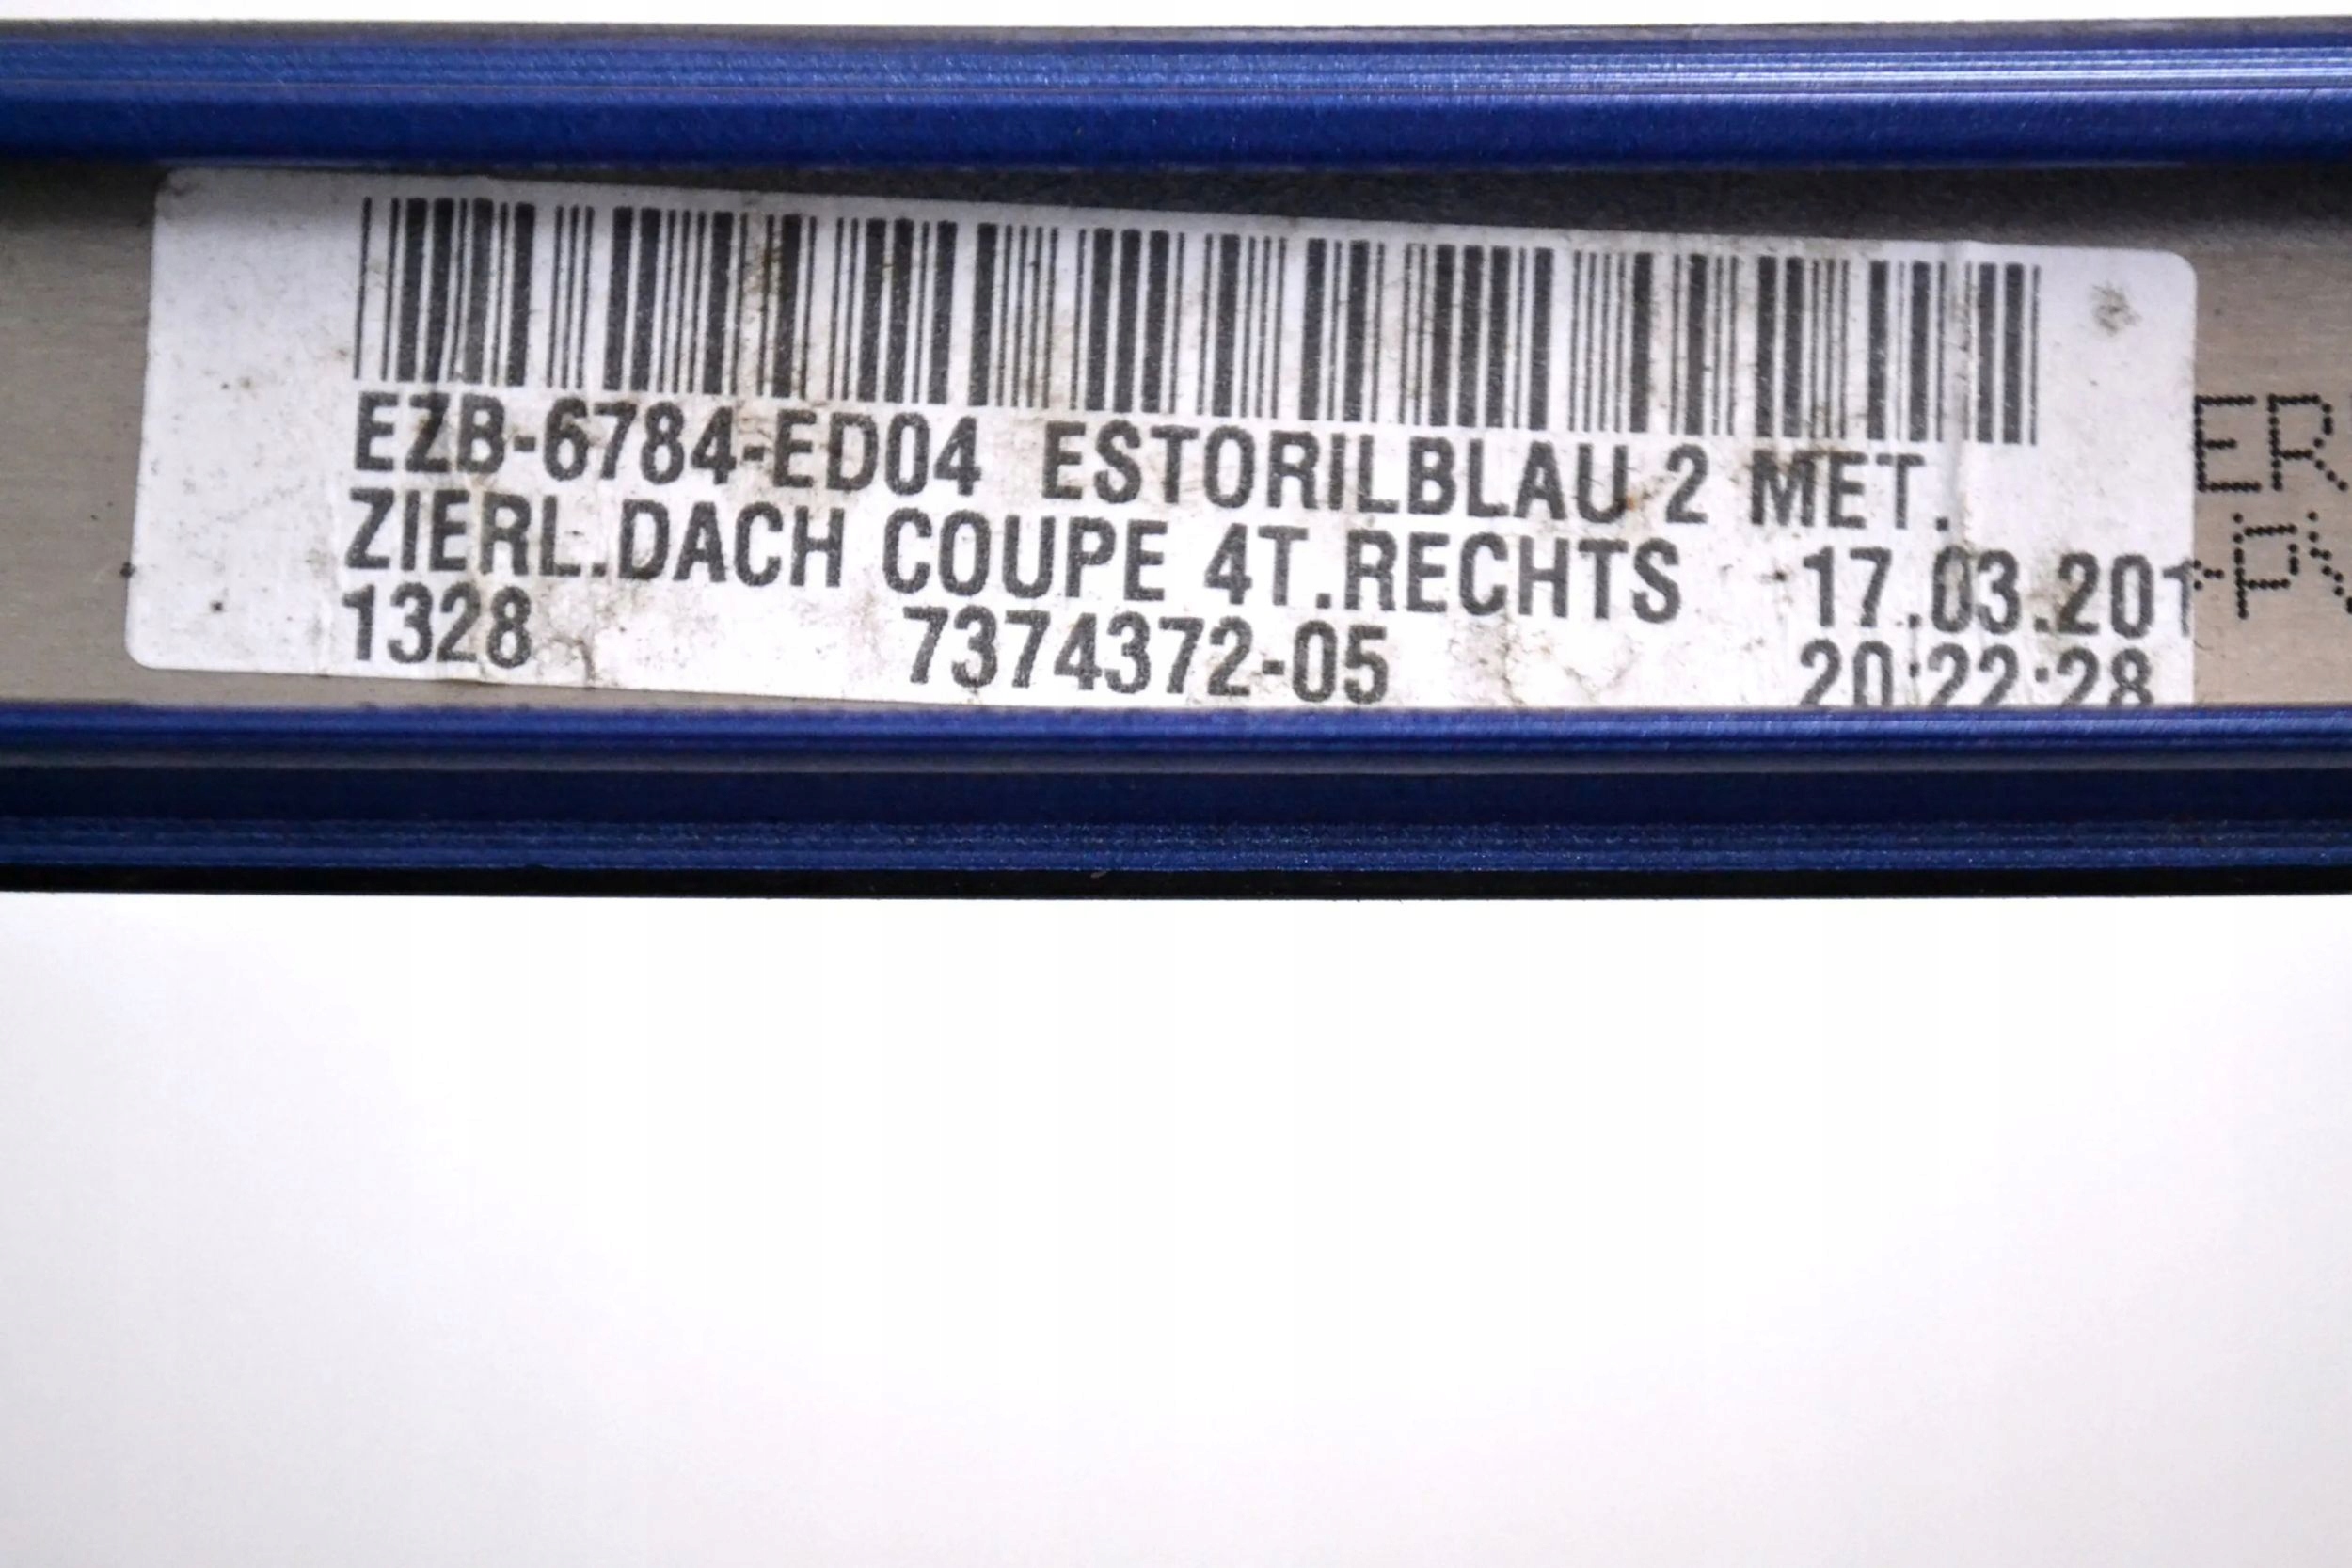 EZB-6784-ED04 ESTORILBLAU 2 MET.
ZIERL.DACH COUPE 4T.RECHTS 17.03.201
1328 7374372-05 20:22:28
ER